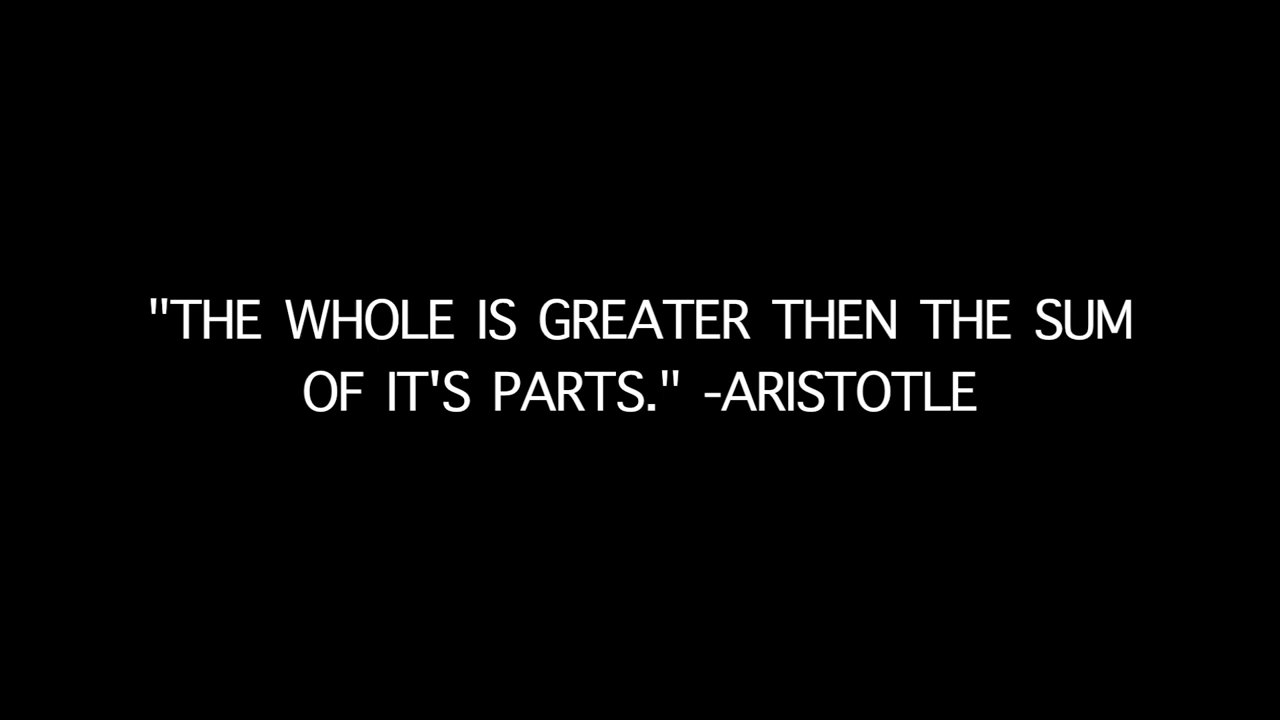 "THE WHOLE IS GREATER THEN THE SUM
OF IT'S PARTS." -ARISTOTLE